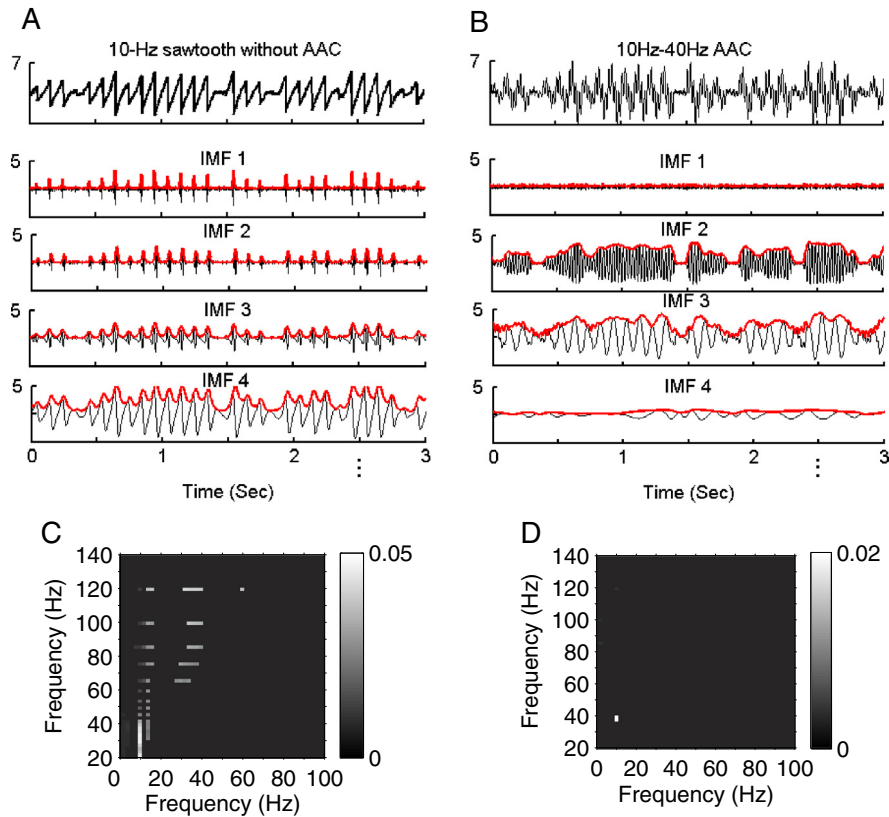 A
10-Hz sawtooth without AAC
7
5
IMF 1
5
IMF 2
5
IMF 3
5
IMF 4
0
1
2
3
⋮
Time (Sec)
B
10Hz-40Hz AAC
7
5
IMF 1
5
IMF 2
5
IMF 3
5
IMF 4
0
1
2
3
⋮
Time (Sec)
C
Frequency (Hz)
140
120
100
80
60
40
20
0 20 40 60 80 100
Frequency (Hz)
0.05
0
D
Frequency (Hz)
140
120
100
80
60
40
20
0 20 40 60 80 100
Frequency (Hz)
0.02
0